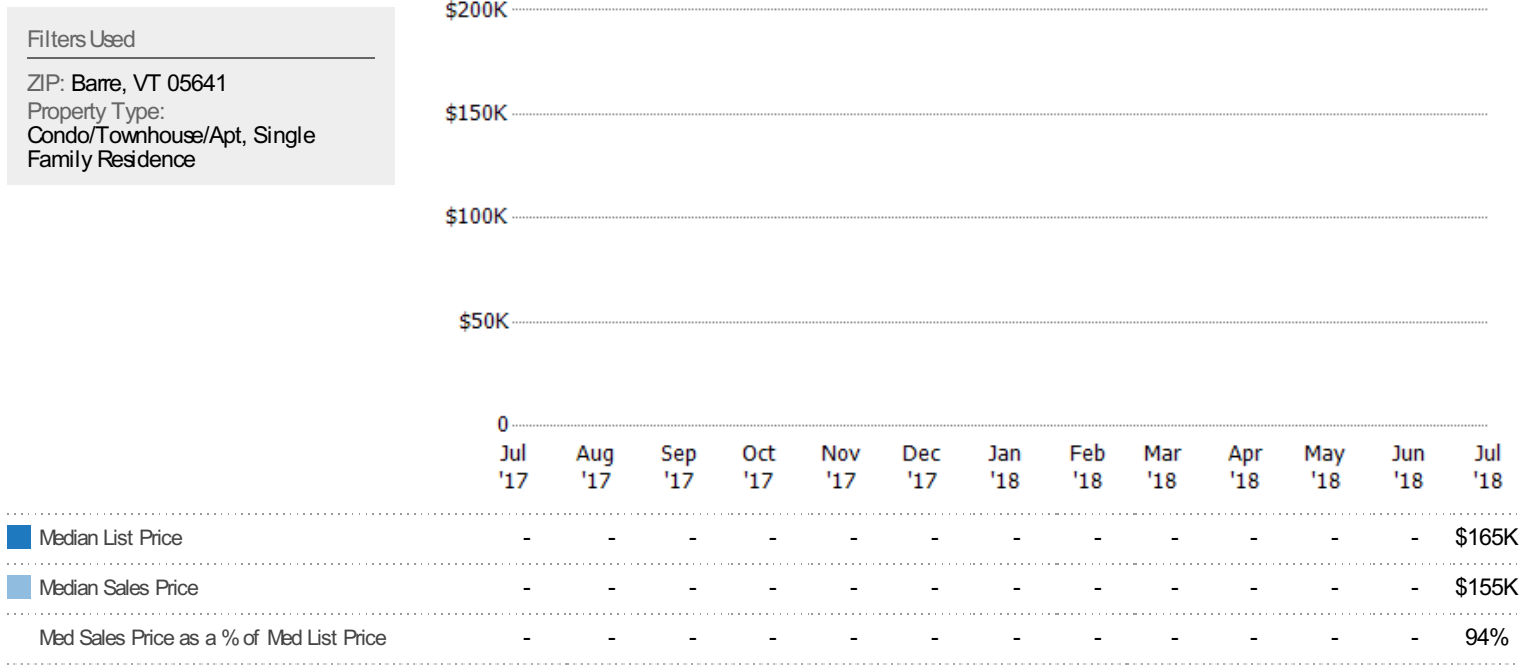 Filters Used
ZIP: Barre, VT 05641
Property Type:
Condo/Townhouse/Apt, Single
Family Residence
$200K
$150K
$100K
$50K
0
Jul '17 Aug '17 Sep '17 Oct '17 Nov '17 Dec '17 Jan '18 Feb '18 Mar '18 Apr '18 May '18 Jun '18 Jul '18
Median List Price - - - - - - - - - - - - $165K
Median Sales Price - - - - - - - - - - - - $155K
Med Sales Price as a % of Med List Price - - - - - - - - - - - - 94%